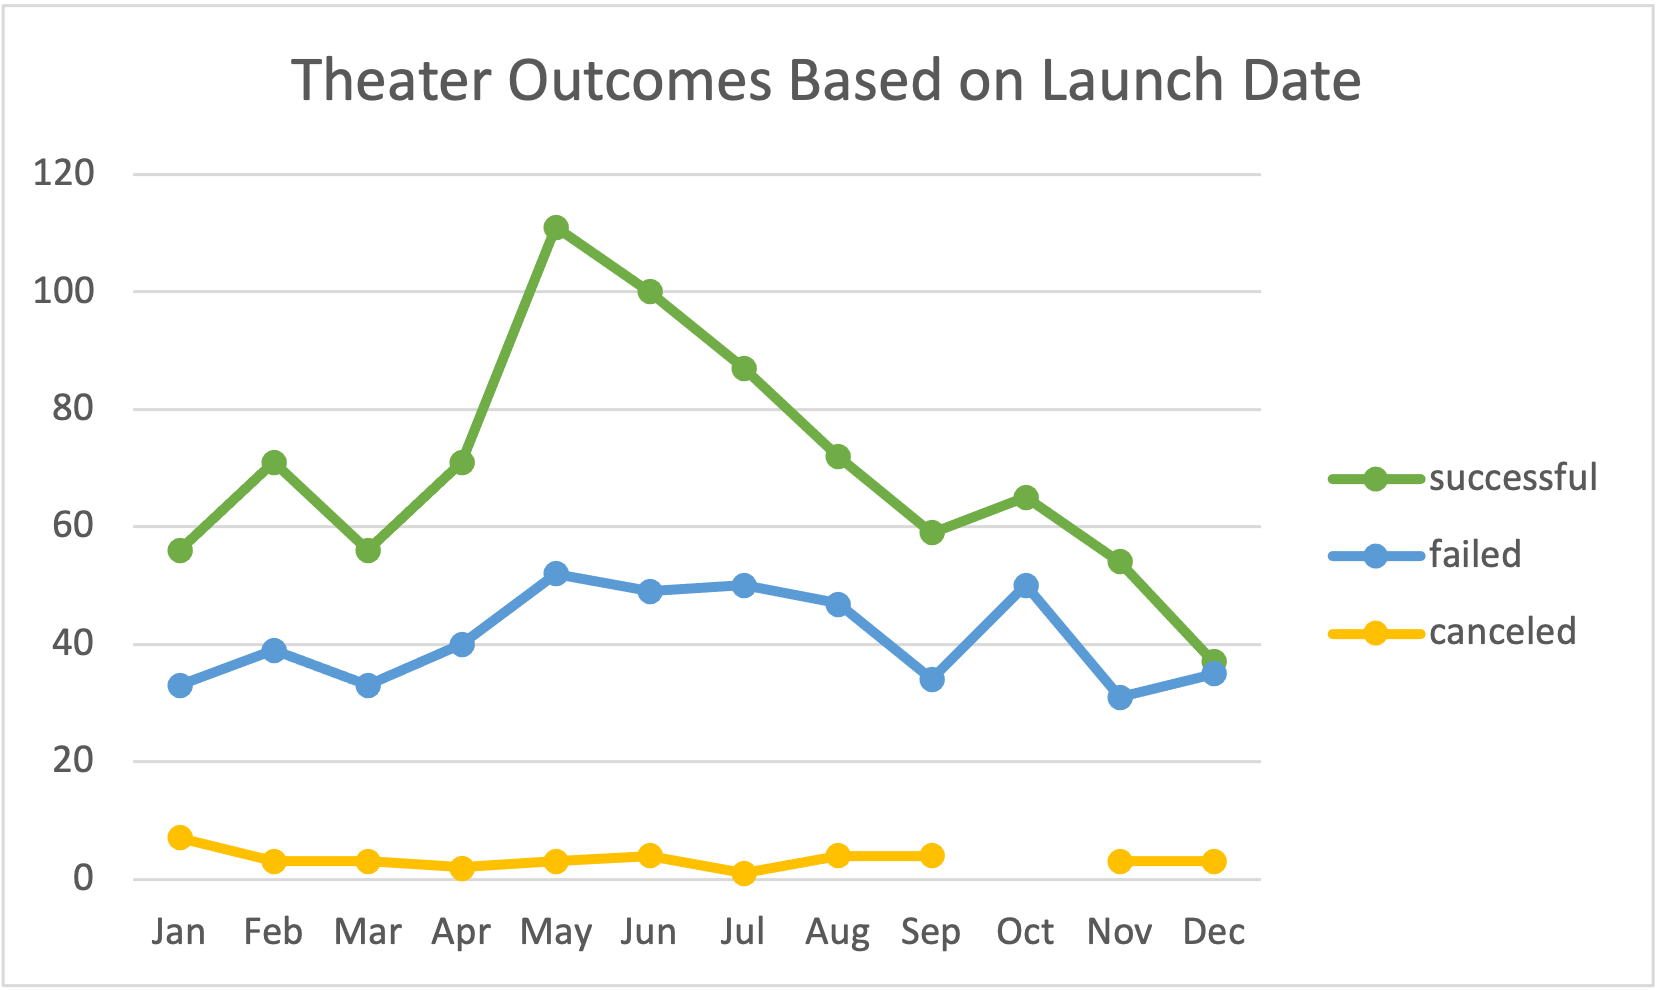 Theater Outcomes Based on Launch Date
120
100
80
60
40
20
0
Jan Feb Mar Apr May Jun Jul Aug Sep Oct Nov Dec
successful
failed
canceled